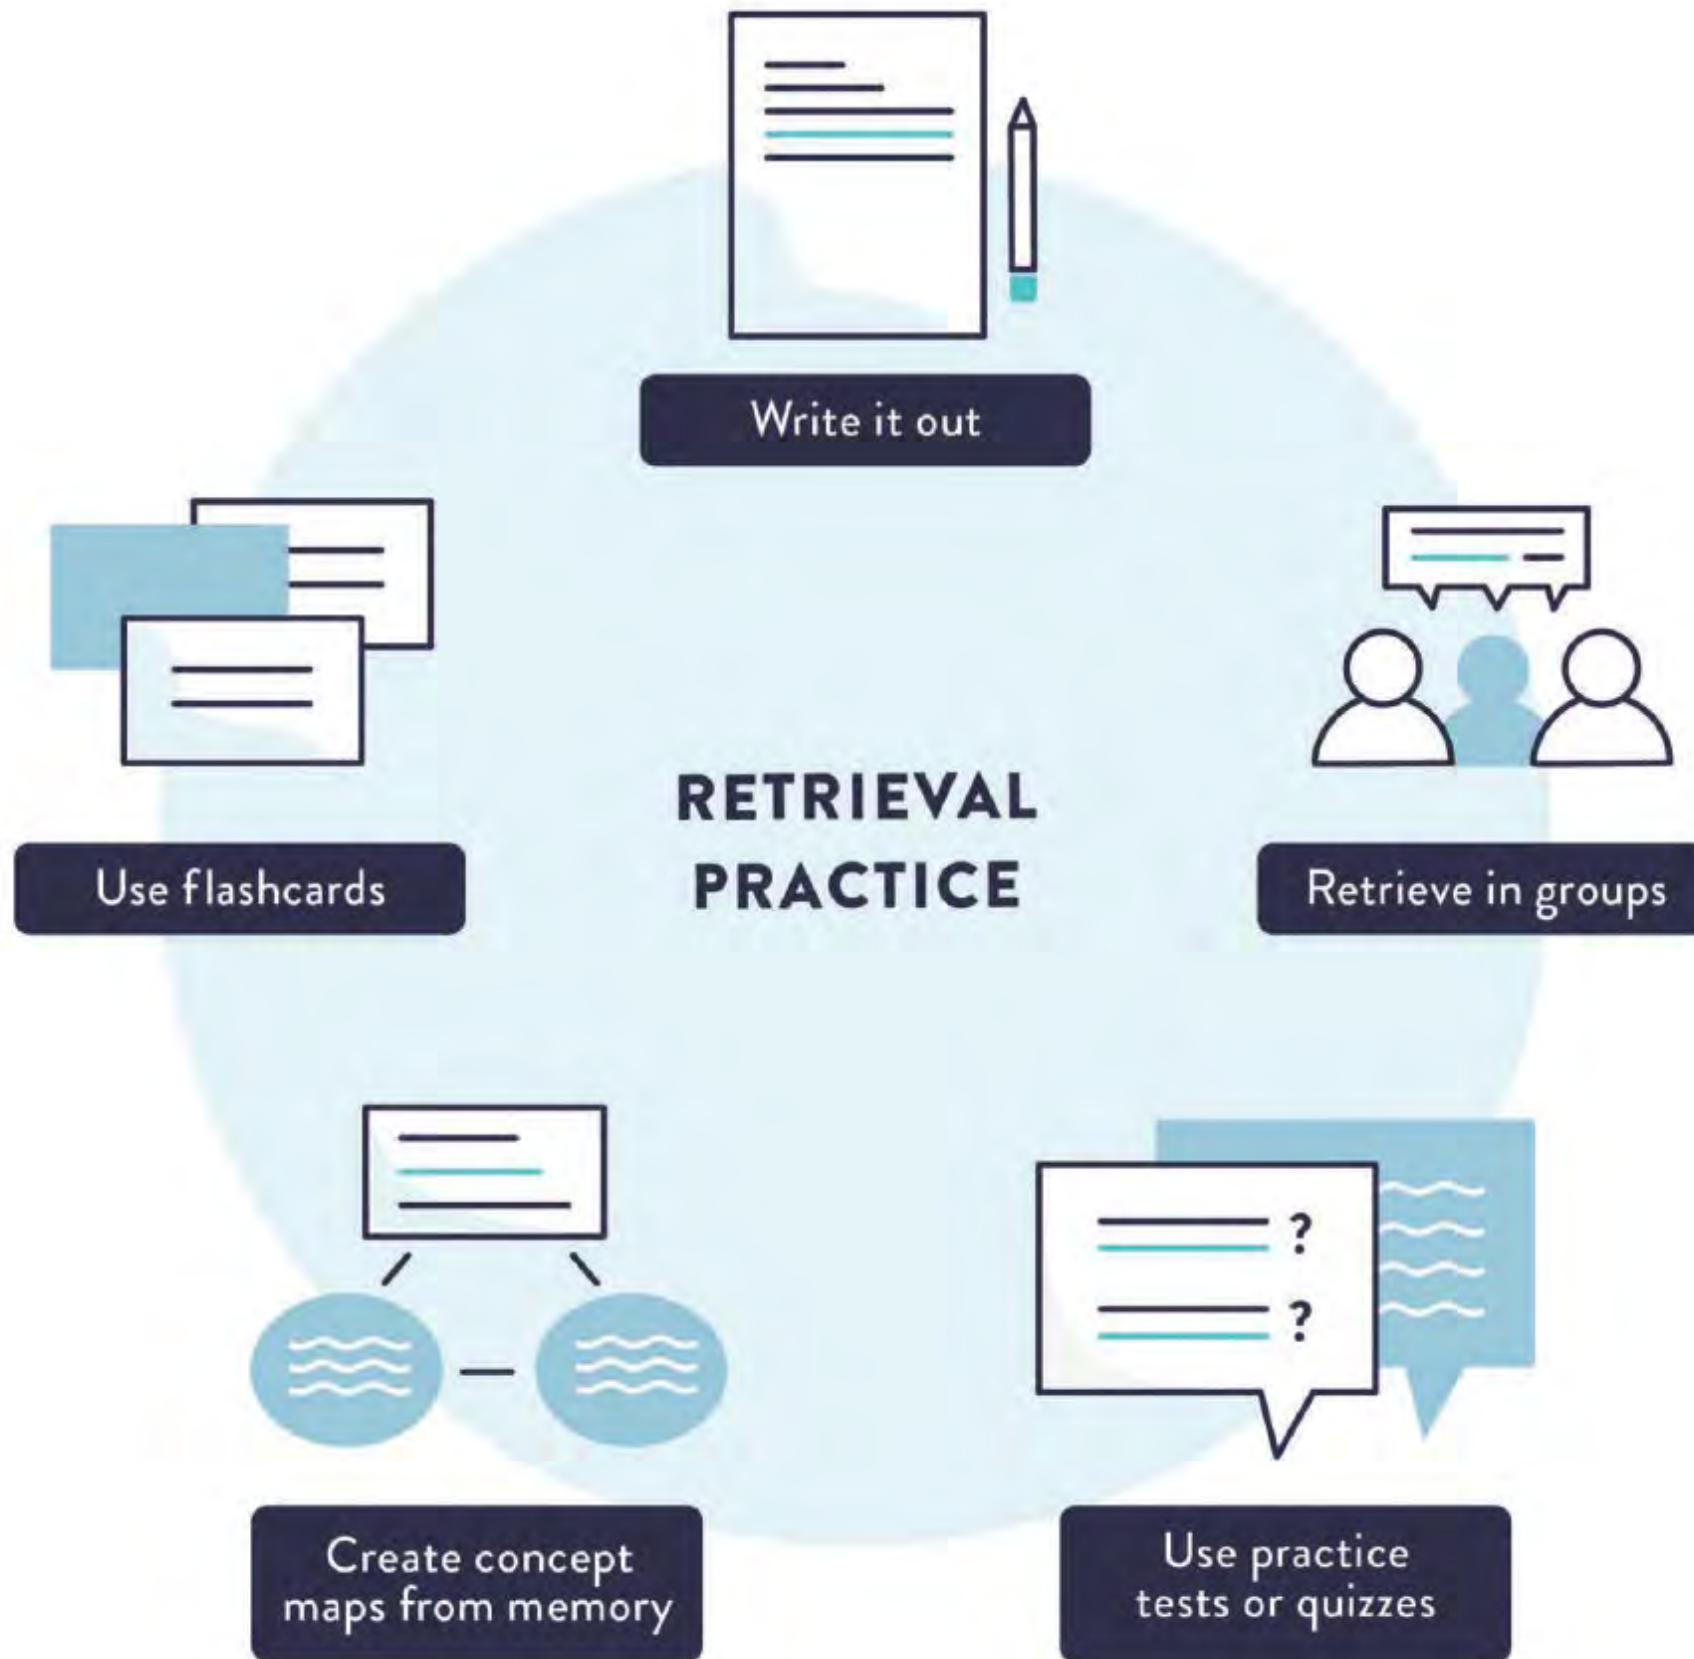 Write it out
Use flashcards
RETRIEVAL
PRACTICE
Retrieve in groups
? 
?
Create concept
maps from memory
Use practice
tests or quizzes